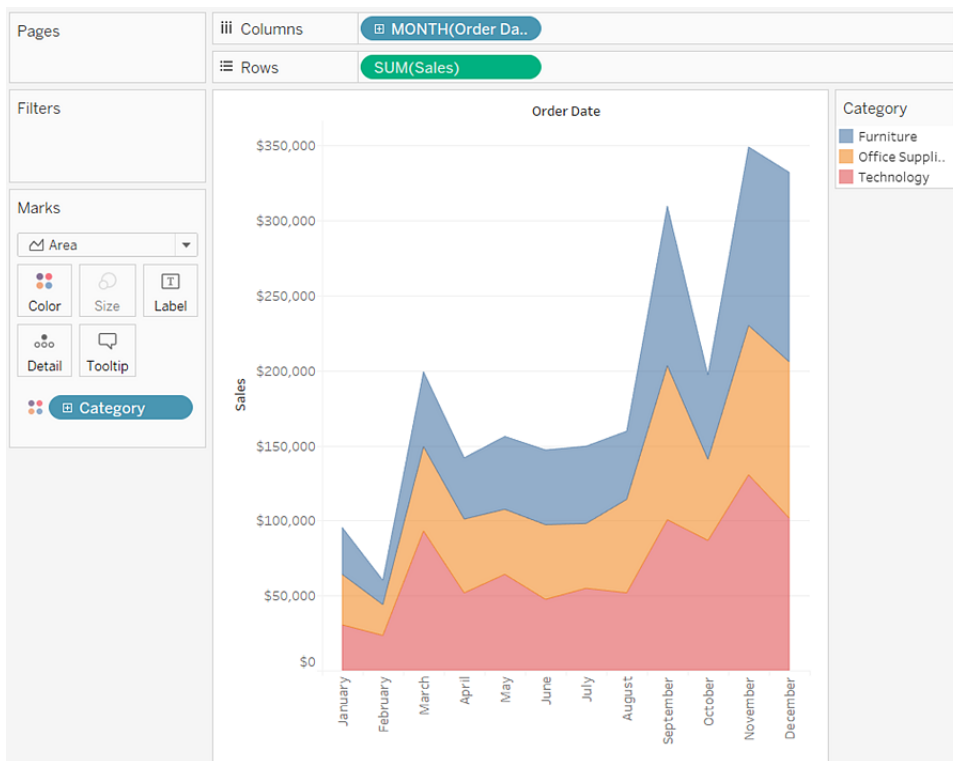 Pages
Columns
MONTH(Order Da..
Rows
SUM(Sales)
Filters
Marks
Area
Color
Size
Label
Detail
Tooltip
Category
Order Date
Sales
$350,000
$300,000
$250,000
$200,000
$150,000
$100,000
$50,000
$0
January
February
March
April
May
June
July
August
September
October
November
December
Category
Furniture
Office Suppli..
Technology